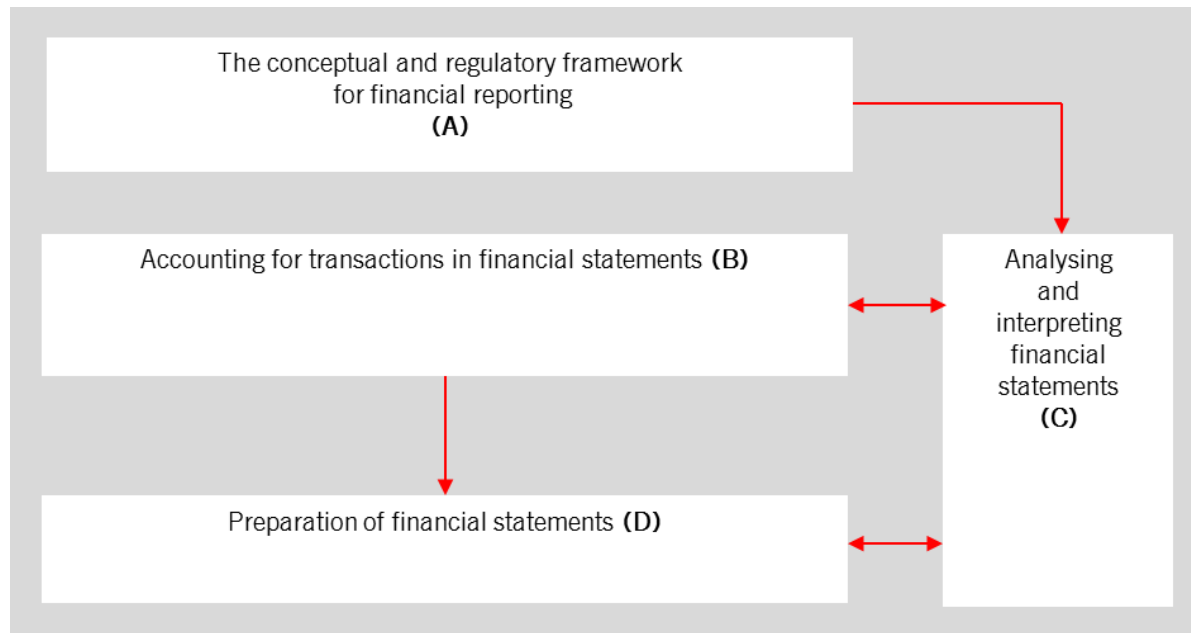 The conceptual and regulatory framework
for financial reporting
(A)
Accounting for transactions in financial statements (B)
Analysing
and
interpreting
financial
statements
(C)
Preparation of financial statements (D)